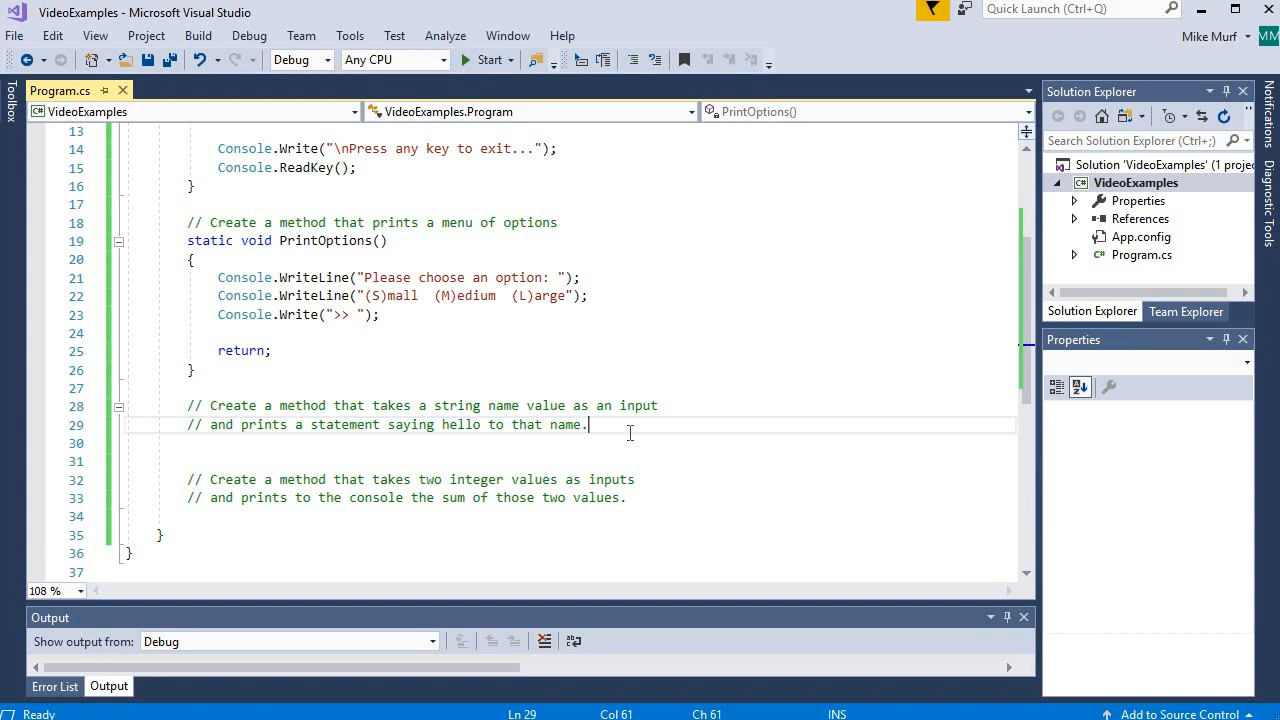 VideoExamples - Microsoft Visual Studio
Quick Launch (Ctrl+Q)
File Edit View Project Build Debug Team Tools Test Analyze Window Help
Mike Murf MM
Debug Any CPU Start
Toolbox
Program.cs
VideoExamples VideoExamples.Program PrintOptions()
13
14 Console.Write("\nPress any key to exit...");
15 Console.ReadKey();
16 }
17
18 // Create a method that prints a menu of options
19 static void PrintOptions()
20 {
21 Console.WriteLine("Please choose an option: ");
22 Console.WriteLine("(S)mall  (M)edium  (L)arge");
23 Console.Write(">> ");
24
25 return;
26 }
27
28 // Create a method that takes a string name value as an input
29 // and prints a statement saying hello to that name.
30
31
32 // Create a method that takes two integer values as inputs
33 // and prints to the console the sum of those two values.
34
35 }
36 }
37
108 %
Output
Show output from: Debug
Error List Output
Solution Explorer
Search Solution Explorer (Ctrl+;)
Solution 'VideoExamples' (1 projec
VideoExamples
Properties
References
App.config
Program.cs
Solution Explorer Team Explorer
Properties
Notifications
Diagnostic Tools
Ready Ln 29 Col 61 Ch 61 INS Add to Source Control